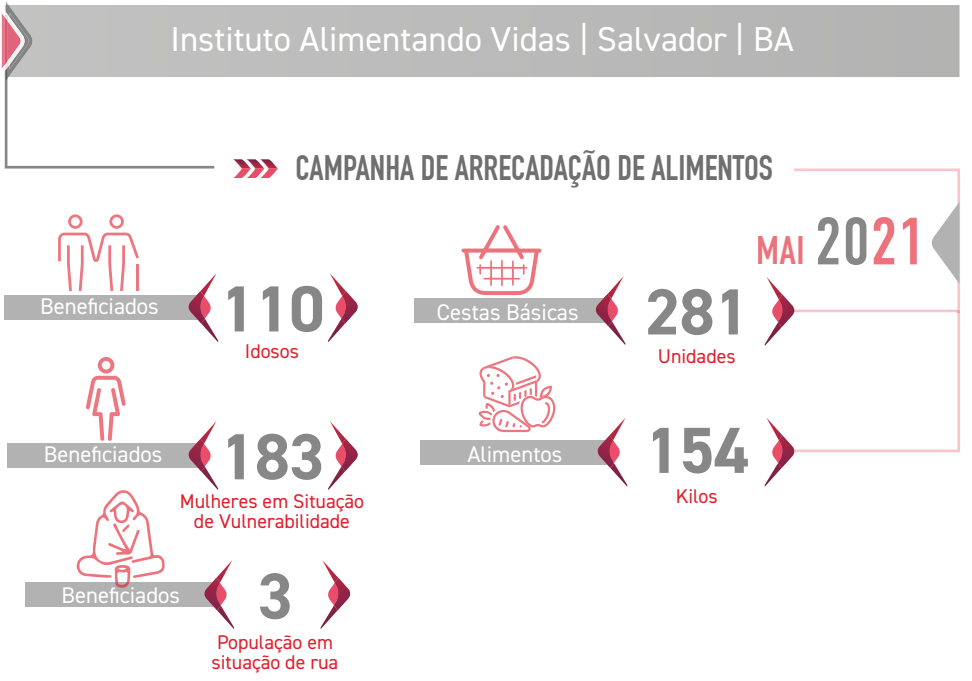 Instituto Alimentando Vidas | Salvador | BA
CAMPANHA DE ARRECADAÇÃO DE ALIMENTOS
MAI 2021
Beneficiados
110
Idosos
Beneficiados
183
Mulheres em Situação
de Vulnerabilidade
Beneficiados
3
População em
situação de rua
Cestas Básicas
281
Unidades
Alimentos
154
Kilos